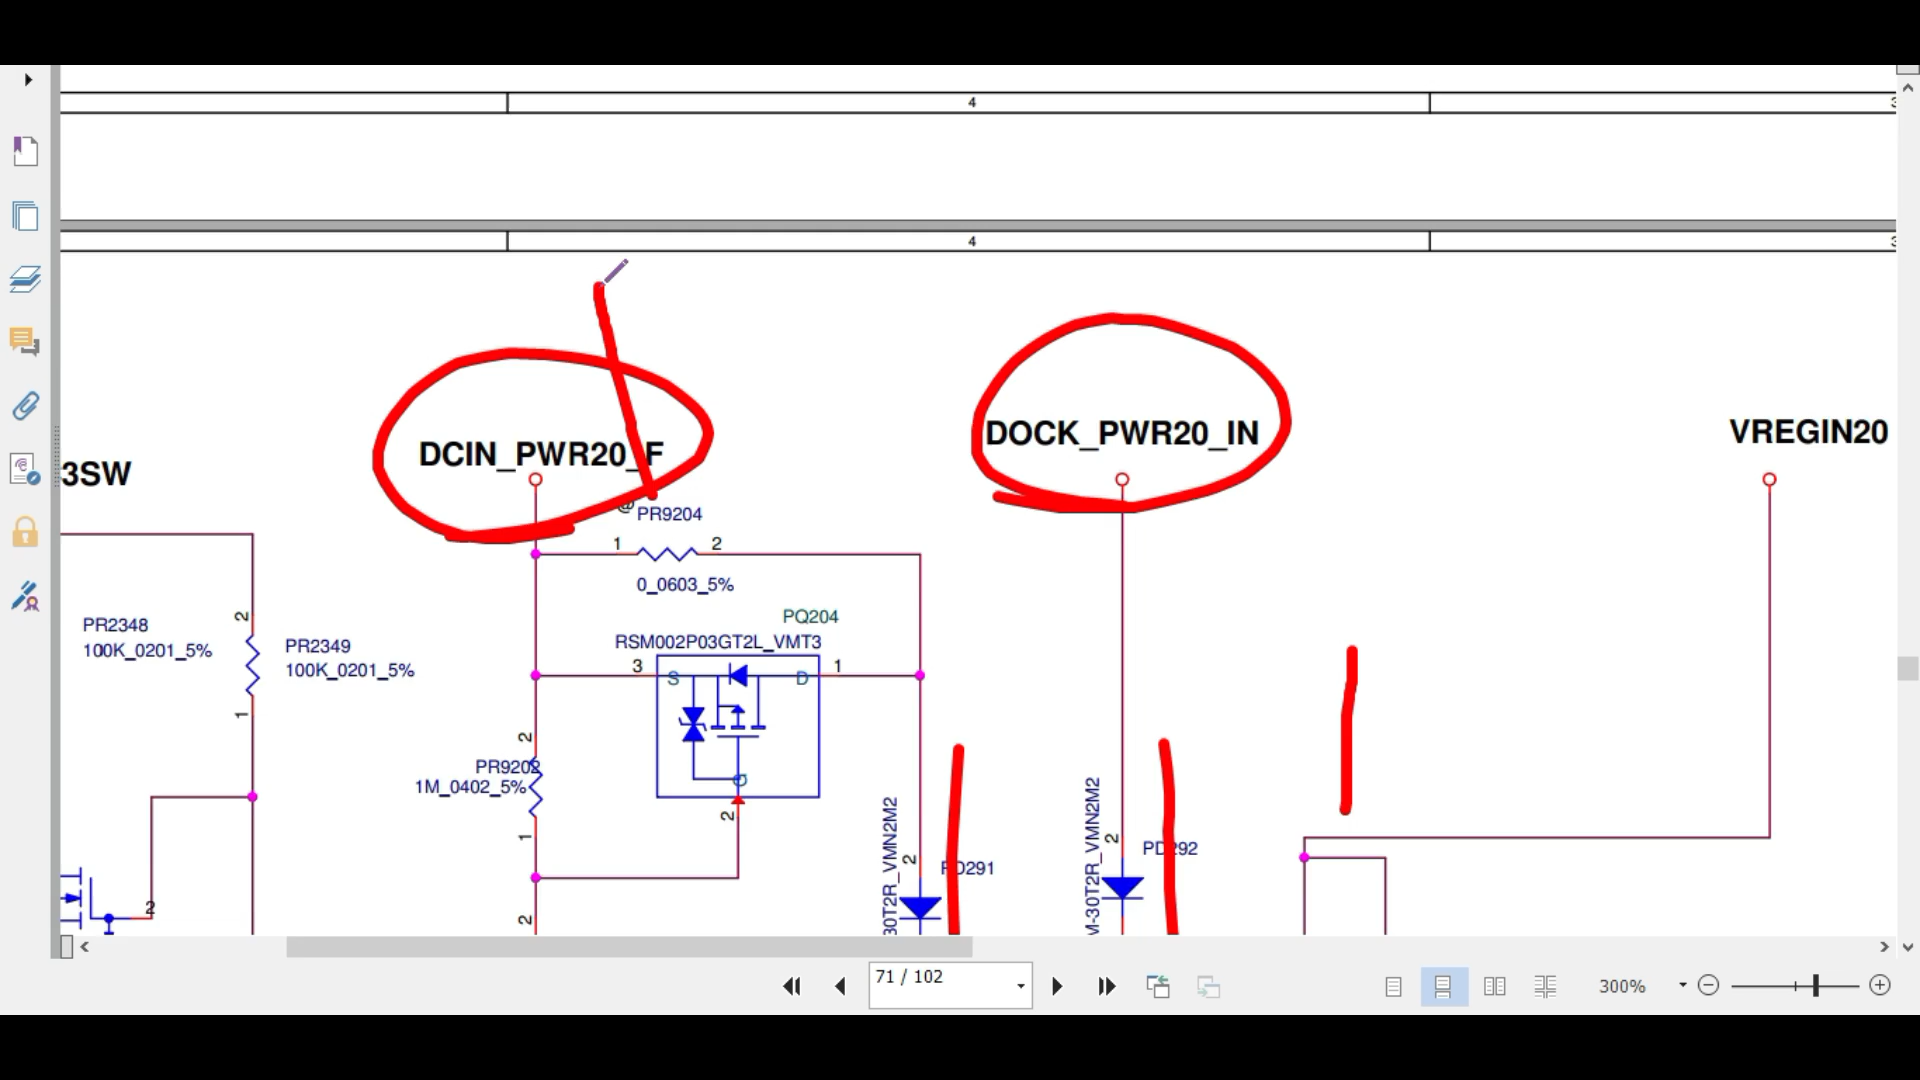 4
4
DCIN_PWR20_F
DOCK_PWR20_IN
VREGIN20
3SW
@
PR9204
1
2
0_0603_5%
PQ204
RSM002P03GT2L_VMT3
PR2348
100K_0201_5%
2
PR2349
100K_0201_5%
1
3
S
D
1
G
2
2
PR9202
1M_0402_5%
1
2
2
30T2R_VMN2M2
2
PD291
M-30T2R_VMN2M2
2
PD292
71 / 102
300%